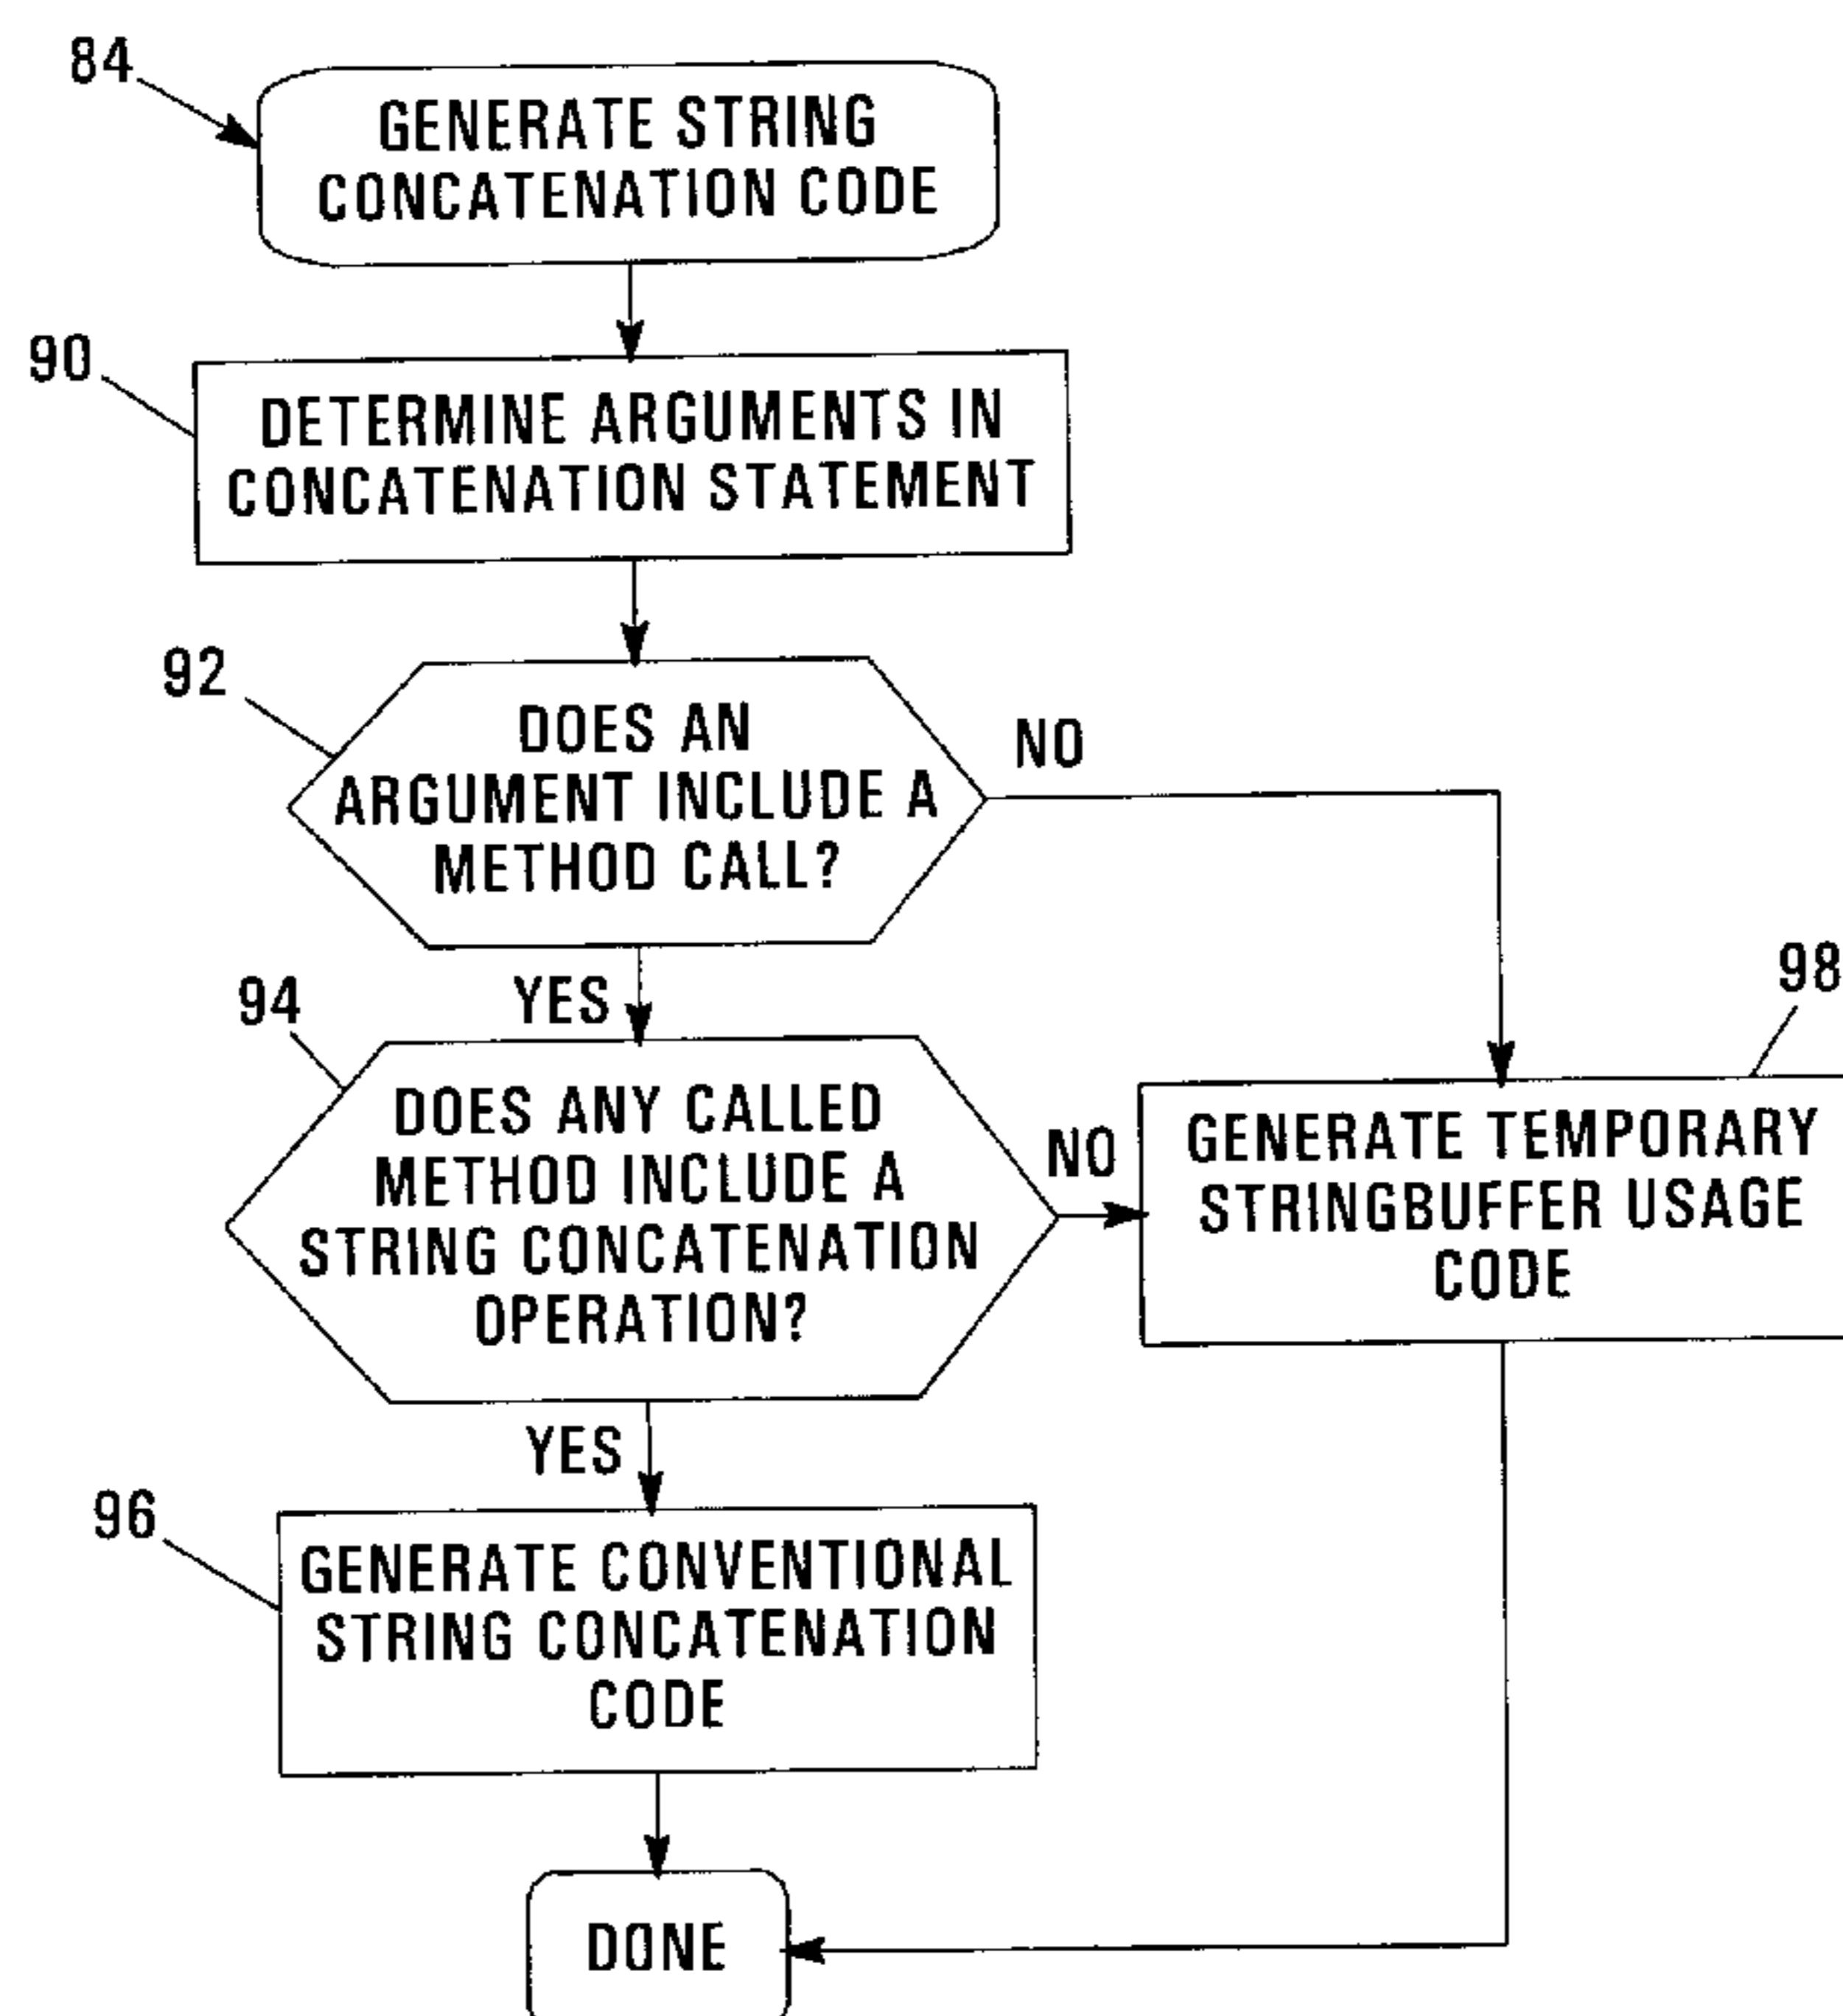 84
GENERATE STRING
CONCATENATION CODE
90
DETERMINE ARGUMENTS IN
CONCATENATION STATEMENT
92
DOES AN
ARGUMENT INCLUDE A
METHOD CALL?
NO
YES
94
DOES ANY CALLED
METHOD INCLUDE A
STRING CONCATENATION
OPERATION?
NO
98
GENERATE TEMPORARY
STRINGBUFFER USAGE
CODE
YES
96
GENERATE CONVENTIONAL
STRING CONCATENATION
CODE
DONE